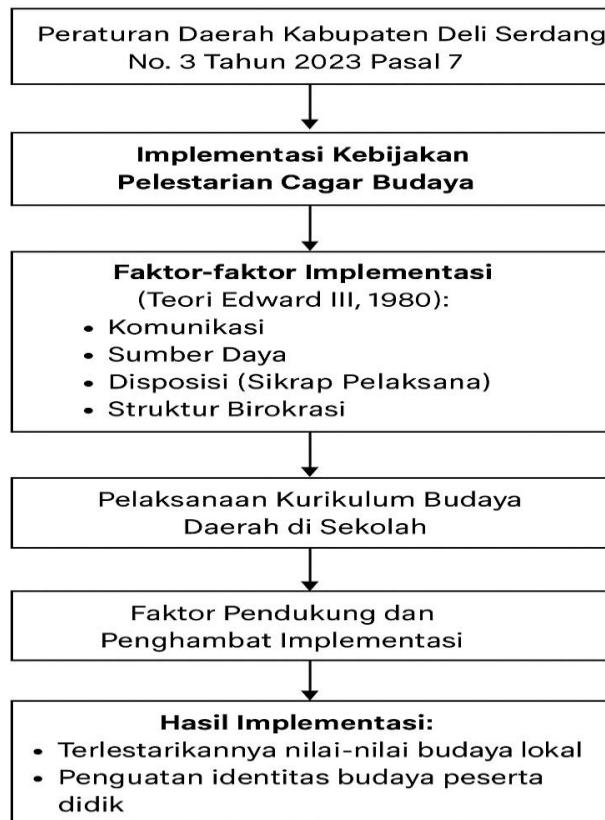 Peraturan Daerah Kabupaten Deli Serdang
No. 3 Tahun 2023 Pasal 7
Implementasi Kebijakan
Pelestarian Cagar Budaya
Faktor-faktor Implementasi
(Teori Edward III, 1980):
• Komunikasi
• Sumber Daya
• Disposisi (Sikrap Pelaksana)
• Struktur Birokrasi
Pelaksanaan Kurikulum Budaya
Daerah di Sekolah
Faktor Pendukung dan
Penghambat Implementasi
Hasil Implementasi:
• Terlestarikannya nilai-nilai budaya lokal
• Penguatan identitas budaya peserta
didik